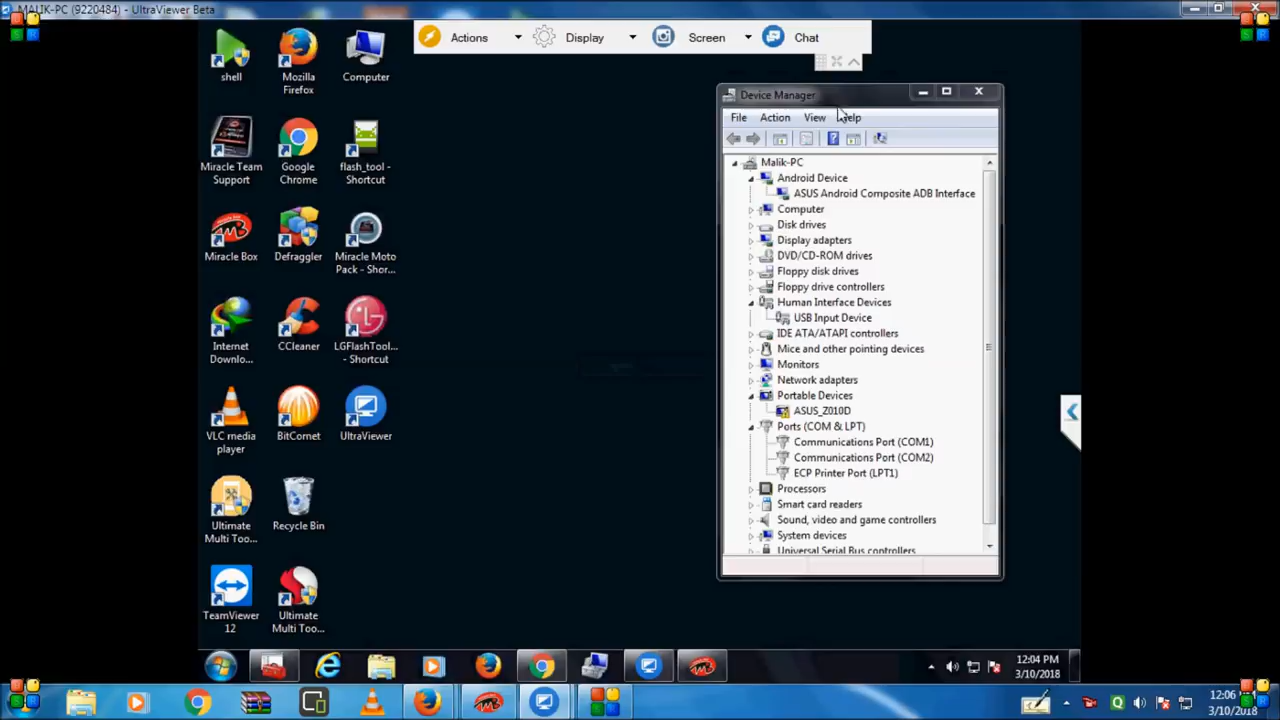 MALIK-PC (9220484) - UltraViewer Beta
Actions
Display
Screen
Chat
shell
Mozilla
Firefox
Computer
Miracle Team
Support
Google
Chrome
flash_tool -
Shortcut
Miracle Box
Defraggler
Miracle Moto
Pack - Shor...
Internet
Downlo...
CCleaner
LGFlashTool...
- Shortcut
VLC media
player
BitComet
UltraViewer
Ultimate
Multi Too...
Recycle Bin
TeamViewer
12
Ultimate
Multi Too...
Device Manager
File Action View Help
Malik-PC
Android Device
ASUS Android Composite ADB Interface
Computer
Disk drives
Display adapters
DVD/CD-ROM drives
Floppy disk drives
Floppy drive controllers
Human Interface Devices
USB Input Device
IDE ATA/ATAPI controllers
Mice and other pointing devices
Monitors
Network adapters
Portable Devices
ASUS_Z010D
Ports (COM & LPT)
Communications Port (COM1)
Communications Port (COM2)
ECP Printer Port (LPT1)
Processors
Smart card readers
Sound, video and game controllers
System devices
Universal Serial Bus controllers
12:04 PM
3/10/2018
12:06
3/10/2018
S R
S R
S R
S R